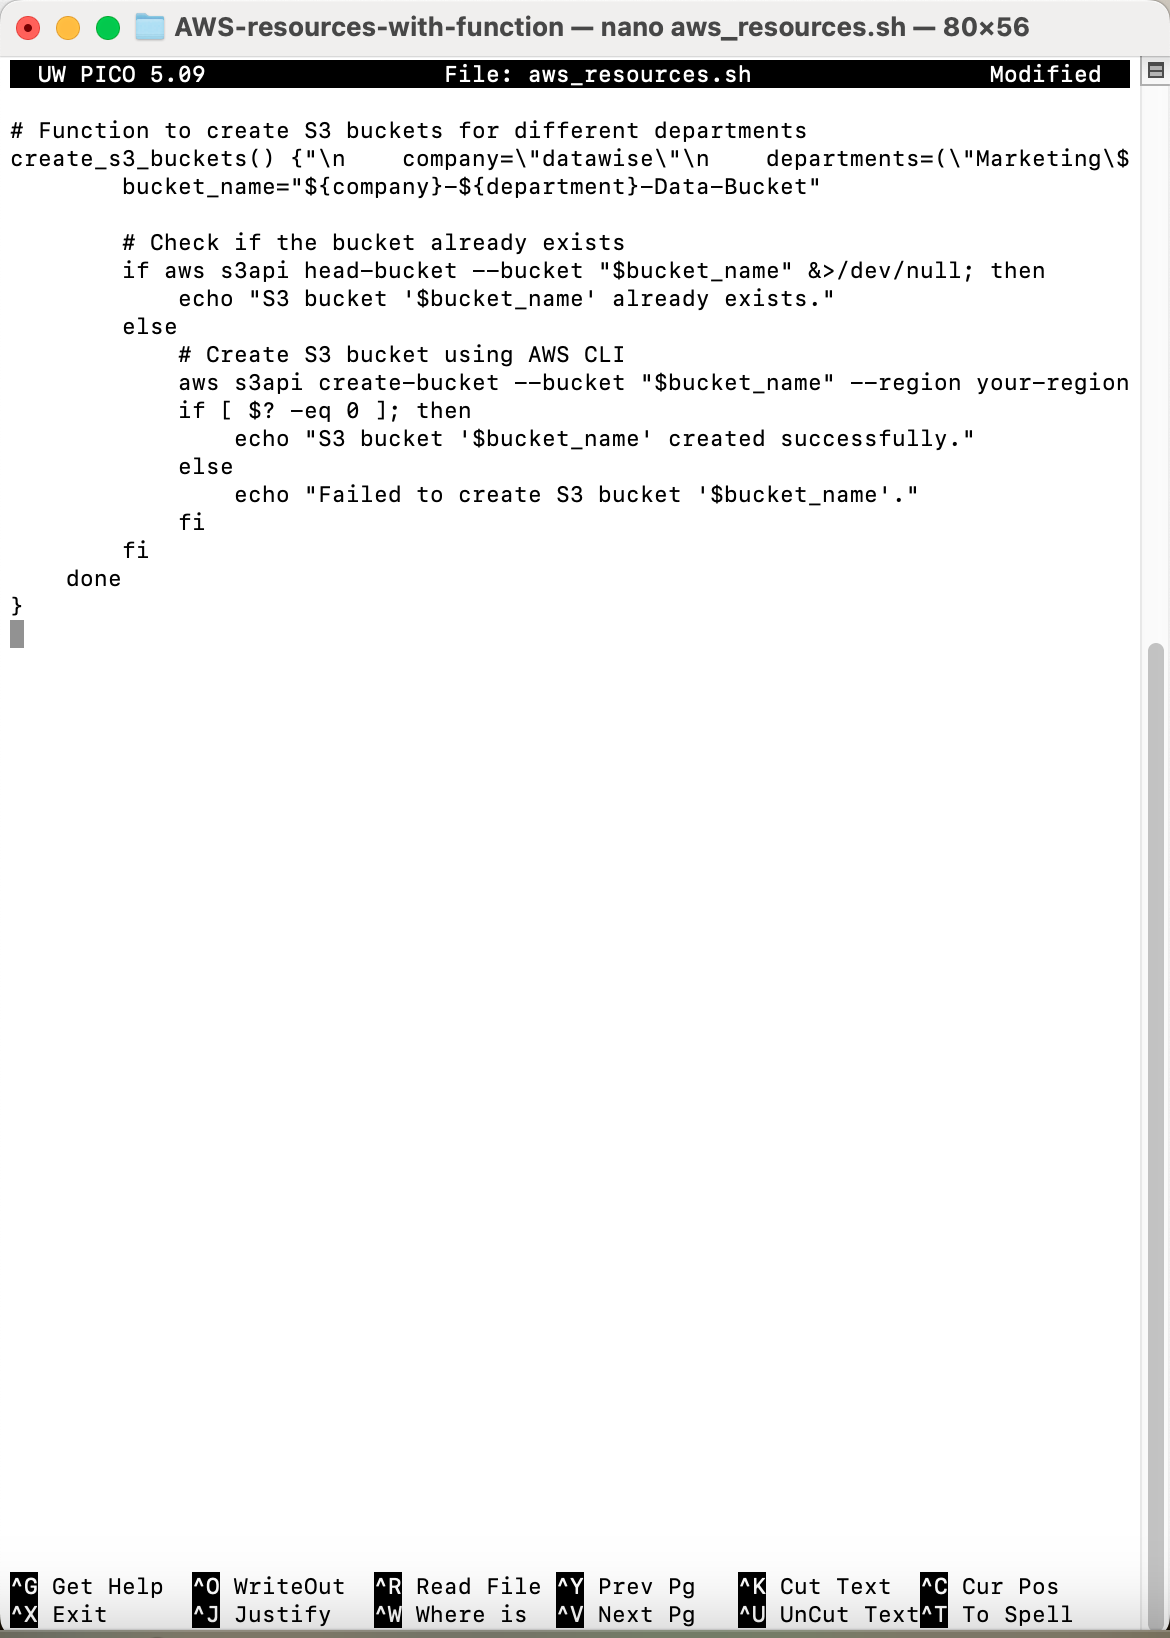 AWS-resources-with-function — nano aws_resources.sh — 80×56
UW PICO 5.09 File: aws_resources.sh Modified
# Function to create S3 buckets for different departments
create_s3_buckets() {"\n    company=\"datawise\"\n    departments=(\"Marketing\$
        bucket_name="${company}-${department}-Data-Bucket"
        # Check if the bucket already exists
        if aws s3api head-bucket --bucket "$bucket_name" &>/dev/null; then
            echo "S3 bucket '$bucket_name' already exists."
        else
            # Create S3 bucket using AWS CLI
            aws s3api create-bucket --bucket "$bucket_name" --region your-region
            if [ $? -eq 0 ]; then
                echo "S3 bucket '$bucket_name' created successfully."
            else
                echo "Failed to create S3 bucket '$bucket_name'."
            fi
        fi
    done
}
^G Get Help ^O WriteOut ^R Read File ^Y Prev Pg ^K Cut Text ^C Cur Pos
^X Exit ^J Justify ^W Where is ^V Next Pg ^U UnCut Text ^T To Spell